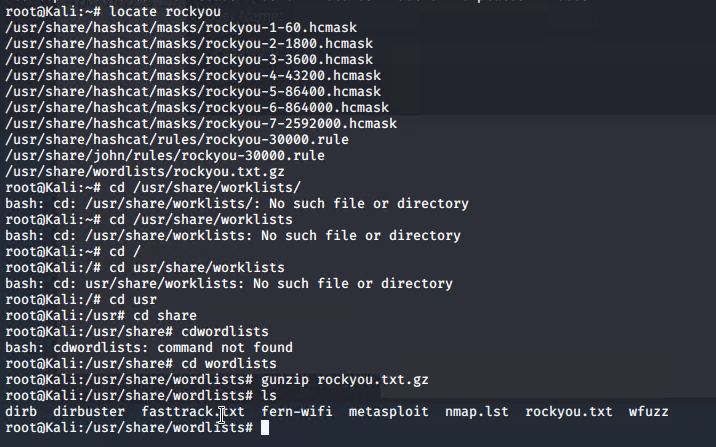 root@Kali:~# locate rockyou
/usr/share/hashcat/masks/rockyou-1-60.hcmask
/usr/share/hashcat/masks/rockyou-2-1800.hcmask
/usr/share/hashcat/masks/rockyou-3-3600.hcmask
/usr/share/hashcat/masks/rockyou-4-43200.hcmask
/usr/share/hashcat/masks/rockyou-5-86400.hcmask
/usr/share/hashcat/masks/rockyou-6-864000.hcmask
/usr/share/hashcat/masks/rockyou-7-2592000.hcmask
/usr/share/hashcat/rules/rockyou-30000.rule
/usr/share/john/rules/rockyou-30000.rule
/usr/share/wordlists/rockyou.txt.gz
root@Kali:~# cd /usr/share/worklists/
bash: cd: /usr/share/worklists/: No such file or directory
root@Kali:~# cd /usr/share/worklists
bash: cd: /usr/share/worklists: No such file or directory
root@Kali:~# cd /
root@Kali:/# cd usr/share/worklists
bash: cd: usr/share/worklists: No such file or directory
root@Kali:/# cd usr
root@Kali:/usr# cd share
root@Kali:/usr/share# cdwordlists
bash: cdwordlists: command not found
root@Kali:/usr/share# cd wordlists
root@Kali:/usr/share/wordlists# gunzip rockyou.txt.gz
root@Kali:/usr/share/wordlists# ls
dirb  dirbuster  fasttrack.txt  fern-wifi  metasploit  nmap.lst  rockyou.txt  wfuzz
root@Kali:/usr/share/wordlists#